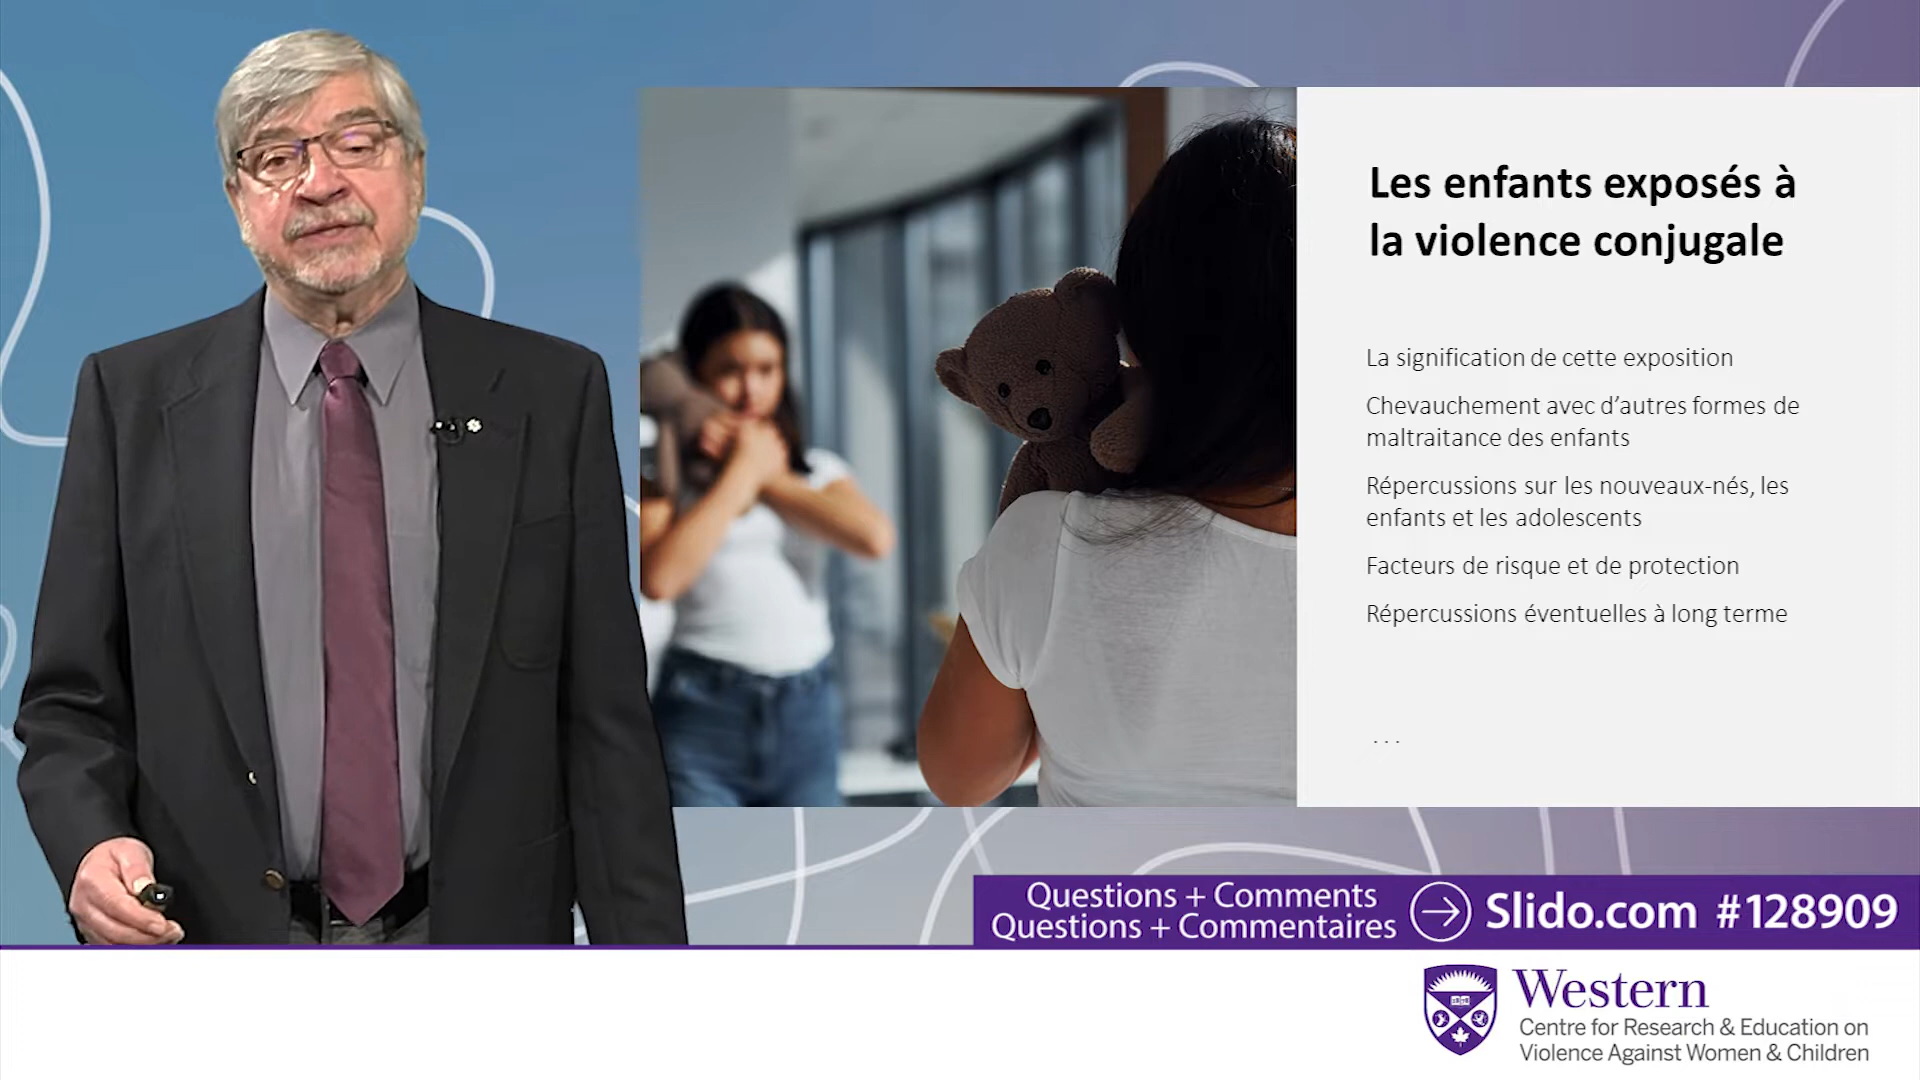 Les enfants exposés à
la violence conjugale
La signification de cette exposition
Chevauchement avec d’autres formes de
maltraitance des enfants
Répercussions sur les nouveaux-nés, les
enfants et les adolescents
Facteurs de risque et de protection
Répercussions éventuelles à long terme
...
Questions + Comments
Questions + Commentaires
Slido.com #128909
Western
Centre for Research & Education on
Violence Against Women & Children